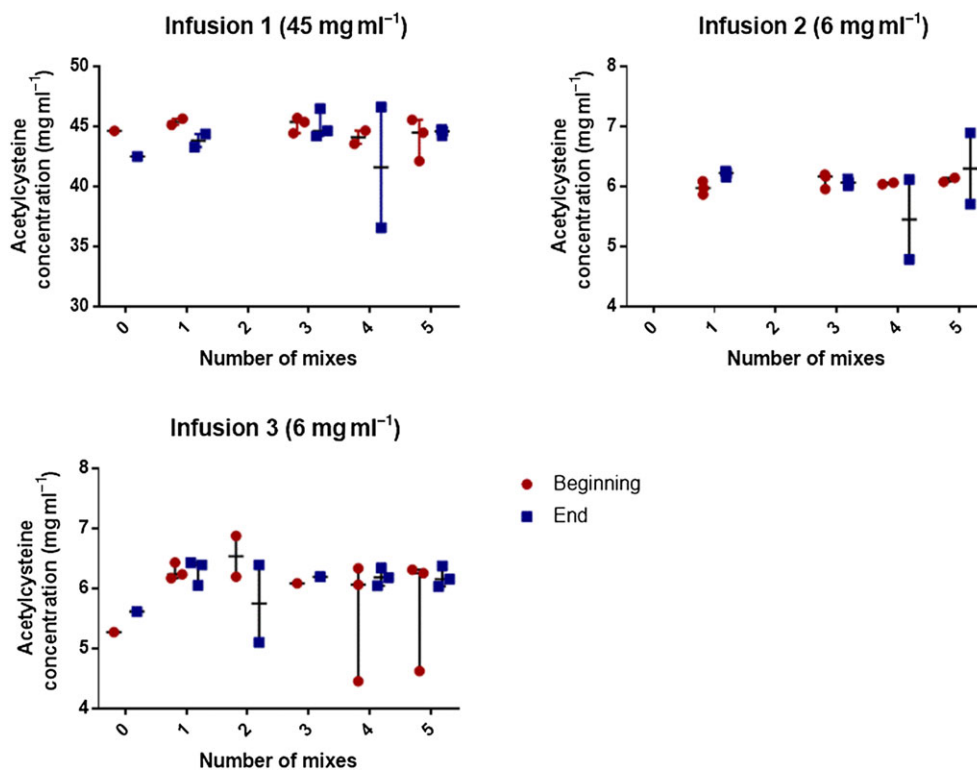 Infusion 1 (45 mg ml⁻¹)
Acetylcysteine
concentration (mg ml⁻¹)
50
45
40
35
30
0 1 2 3 4 5
Number of mixes
Infusion 2 (6 mg ml⁻¹)
Acetylcysteine
concentration (mg ml⁻¹)
8
7
6
5
4
0 1 2 3 4 5
Number of mixes
Infusion 3 (6 mg ml⁻¹)
Acetylcysteine
concentration (mg ml⁻¹)
8
7
6
5
4
0 1 2 3 4 5
Number of mixes
Beginning
End